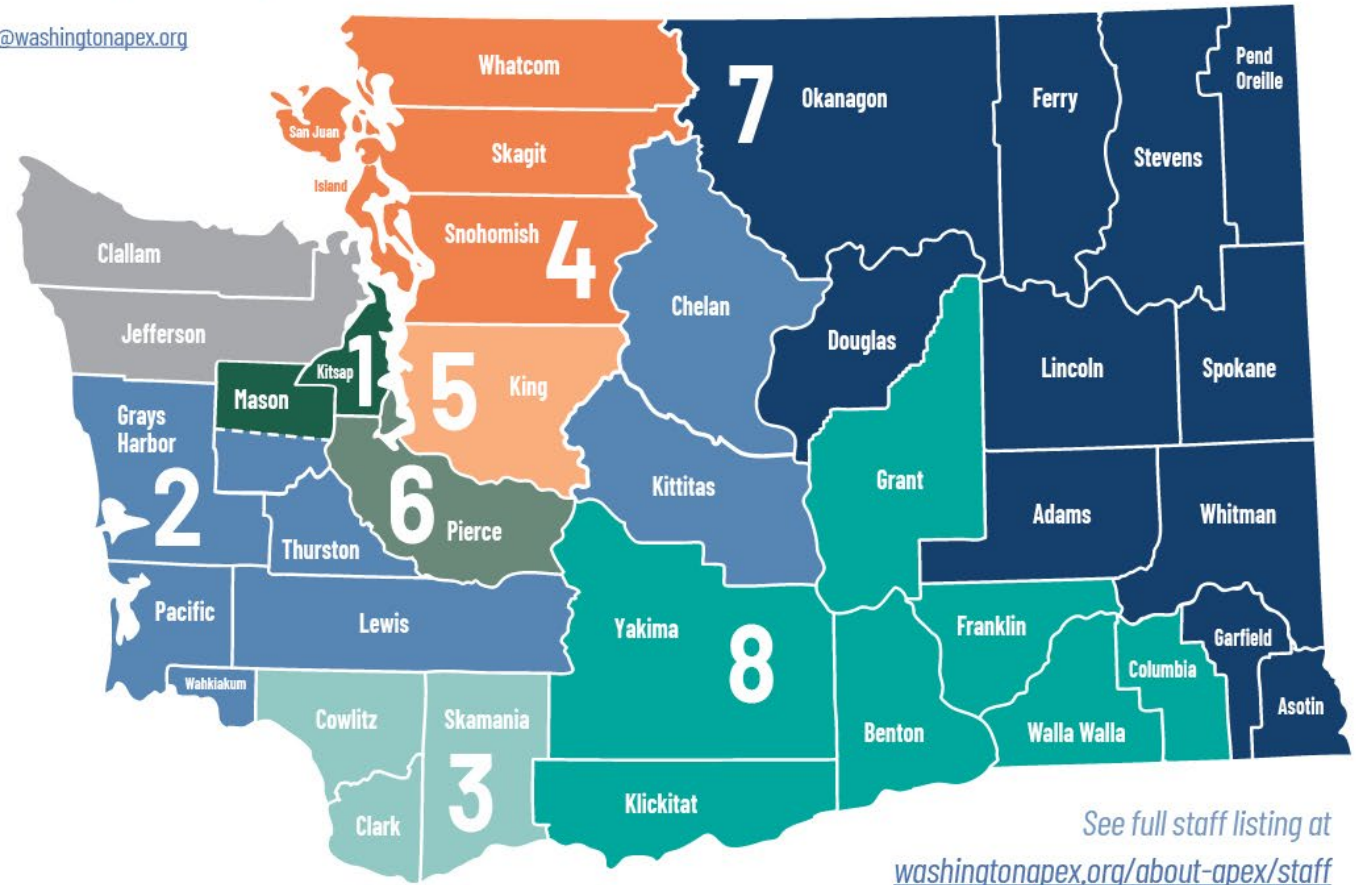 @washingtonapex.org
Whatcom
San Juan
Skagit
Island
Snohomish
4
7
Okanagon
Ferry
Stevens
Pend
Oreille
Clallam
Jefferson
Kitsap
1
Mason
5
King
Chelan
Douglas
Lincoln
Spokane
Grays
Harbor
2
6
Pierce
Thurston
Kittitas
Grant
Adams
Whitman
Pacific
Lewis
Wahkiakum
Yakima
8
Franklin
Columbia
Garfield
Asotin
Cowlitz
Skamania
3
Clark
Benton
Walla Walla
Klickitat
See full staff listing at
washingtonapex.org/about-apex/staff